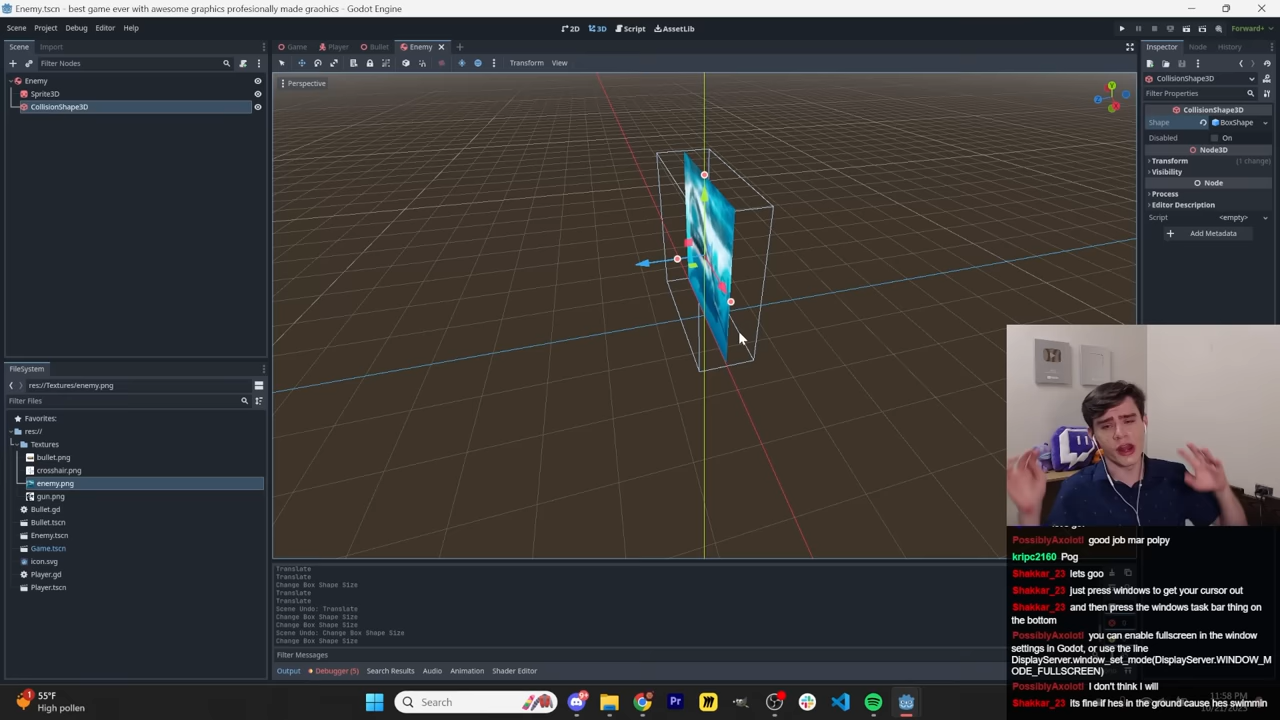 Enemy.tscn - best game ever with awesome graphics profesionally made graohics - Godot Engine
Scene Project Debug Editor Help
2D 3D Script AssetLib
Forward+
Scene Import
Game Player Bullet Enemy
Inspector Node History
Filter Nodes
Transform View
Enemy
Sprite3D
CollisionShape3D
Perspective
CollisionShape3D
Filter Properties
CollisionShape3D
Shape BoxShape
Disabled On
Node3D
Transform (1 change)
Visibility
Node
Process
Editor Description
Script <empty>
Add Metadata
FileSystem
res://Textures/enemy.png
Filter Files
Favorites:
res://
Textures
bullet.png
crosshair.png
enemy.png
gun.png
Bullet.gd
Bullet.tscn
Enemy.tscn
Game.tscn
icon.svg
Player.gd
Player.tscn
Translate
Translate
Change Box Shape Size
Translate
Translate
Scene Undo: Translate
Change Box Shape Size
Change Box Shape Size
Scene Undo: Change Box Shape Size
Change Box Shape Size
Filter Messages
Output Debugger (5) Search Results Audio Animation Shader Editor
PossiblyAxolotl good job mar polpy
kripc2160 Pog
Shakkar_23 lets goo
Shakkar_23 just press windows to get your cursor out
Shakkar_23 and then press the windows task bar thing on
the bottom
PossiblyAxolotl you can enable fullscreen in the window
settings in Godot, or use the line
DisplayServer.window_set_mode(DisplayServer.WINDOW_M
ODE_FULLSCREEN)
PossiblyAxolotl I don't think I will
Shakkar_23 its fine if hes in the ground cause hes swimmin
55°F
High pollen
Search
11:58 PM